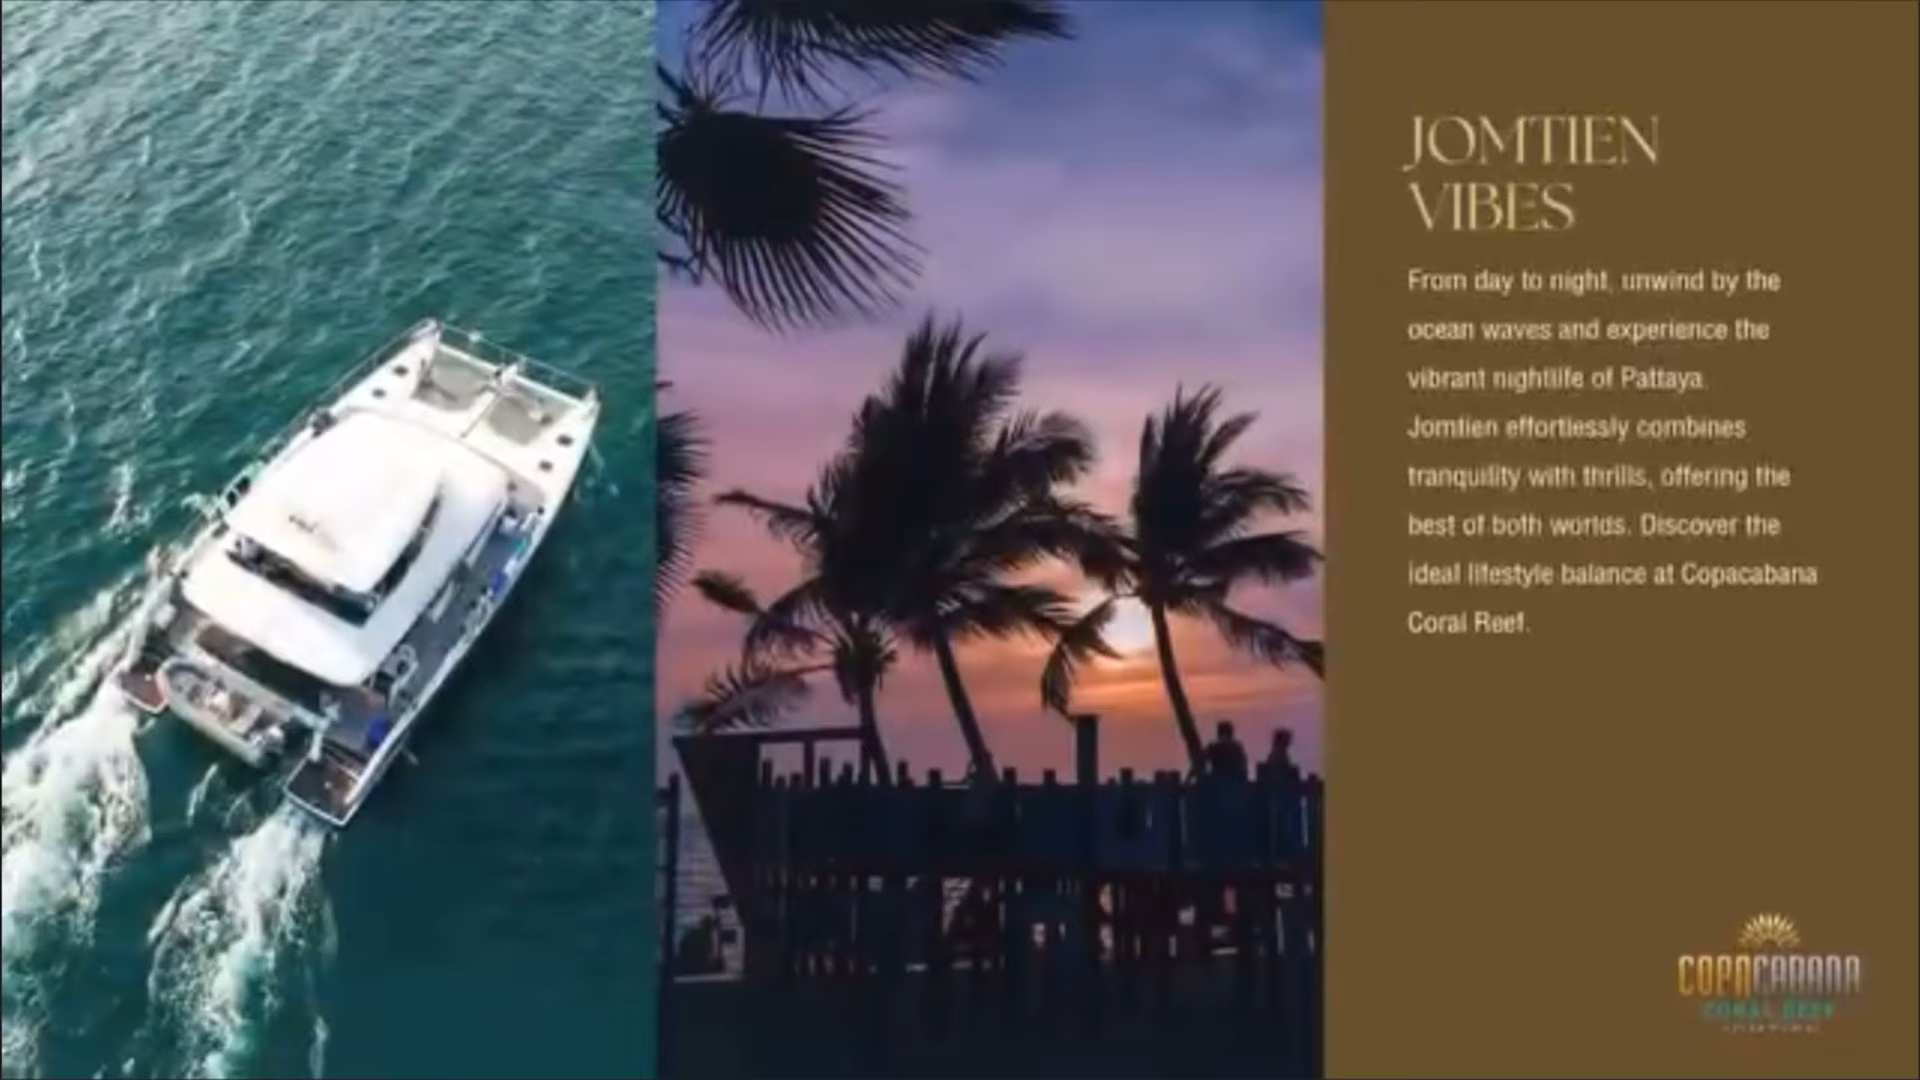 JOMTIEN
VIBES
From day to night, unwind by the
ocean waves and experience the
vibrant nightlife of Pattaya.
Jomtien effortlessly combines
tranquility with thrills, offering the
best of both worlds. Discover the
ideal lifestyle balance at Copacabana
Coral Reef.
COPACABANA
CORAL REEF